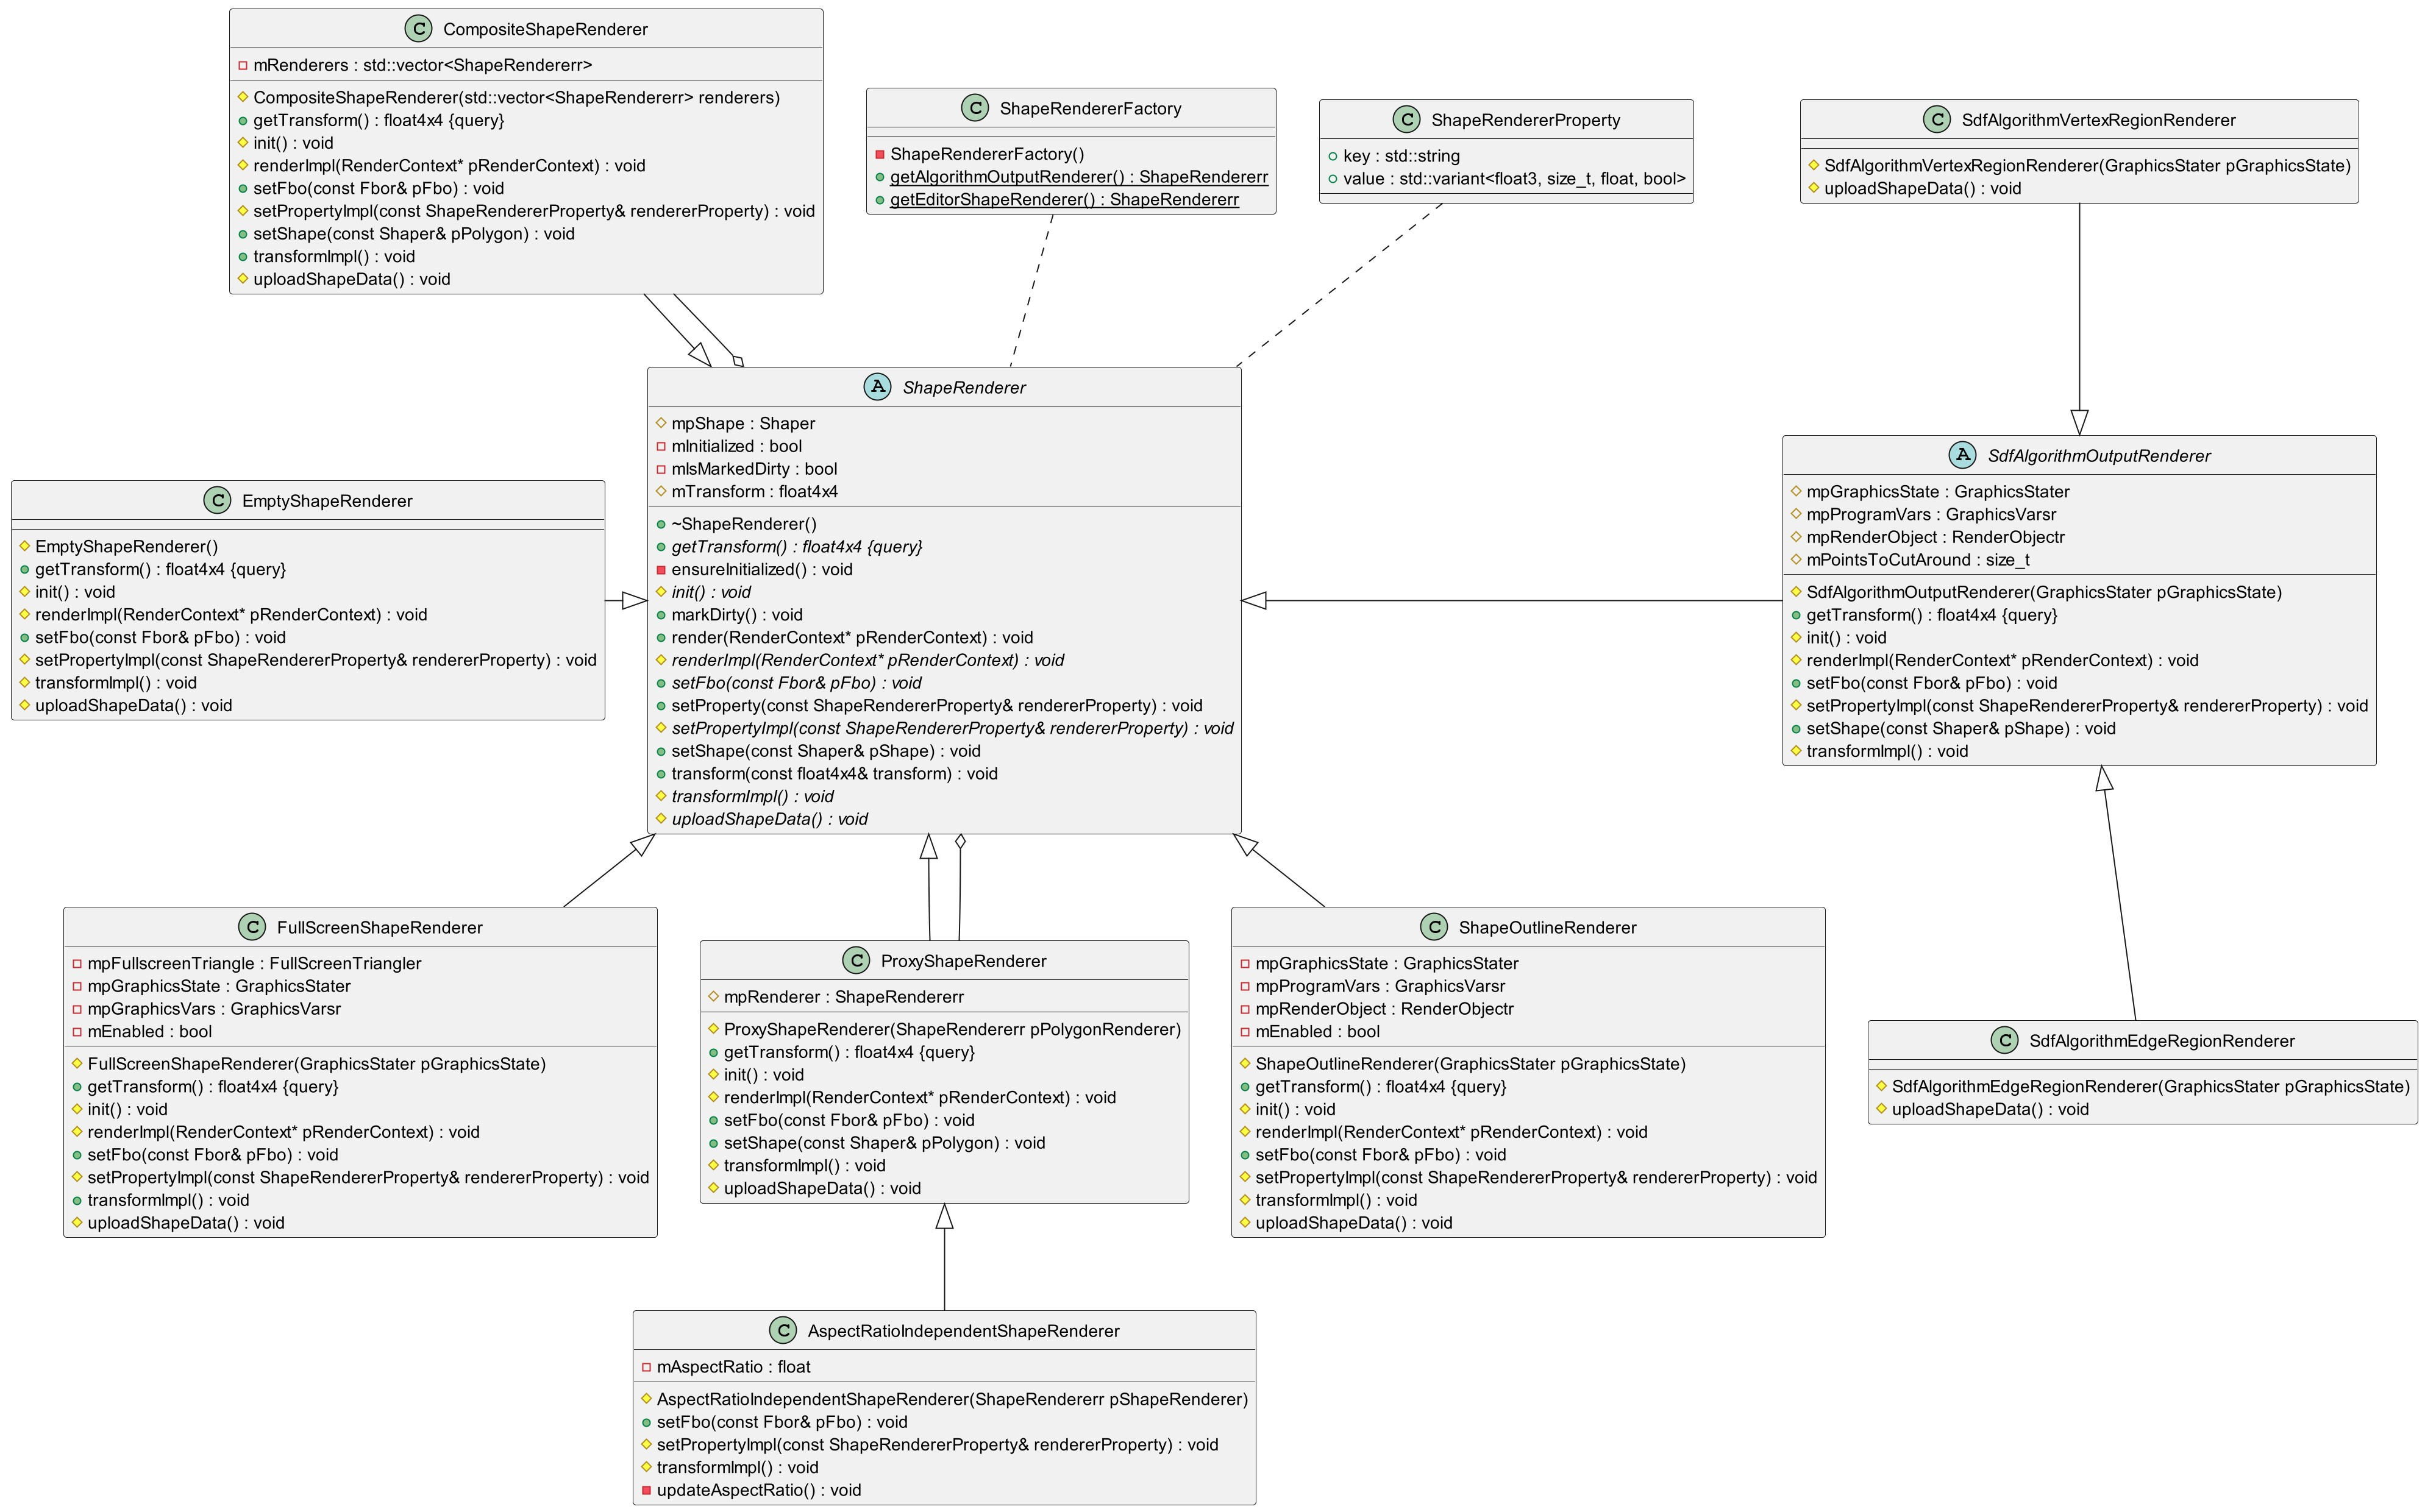 C CompositeShapeRenderer
mRenderers : std::vector<ShapeRendererr>
CompositeShapeRenderer(std::vector<ShapeRendererr> renderers)
getTransform() : float4x4 {query}
init() : void
renderImpl(RenderContext* pRenderContext) : void
setFbo(const Fbor& pFbo) : void
setPropertyImpl(const ShapeRendererProperty& rendererProperty) : void
setShape(const Shaper& pPolygon) : void
transformImpl() : void
uploadShapeData() : void
C ShapeRendererFactory
ShapeRendererFactory()
getAlgorithmOutputRenderer() : ShapeRendererr
getEditorShapeRenderer() : ShapeRendererr
C ShapeRendererProperty
key : std::string
value : std::variant<float3, size_t, float, bool>
C SdfAlgorithmVertexRegionRenderer
SdfAlgorithmVertexRegionRenderer(GraphicsStater pGraphicsState)
uploadShapeData() : void
C EmptyShapeRenderer
EmptyShapeRenderer()
getTransform() : float4x4 {query}
init() : void
renderImpl(RenderContext* pRenderContext) : void
setFbo(const Fbor& pFbo) : void
setPropertyImpl(const ShapeRendererProperty& rendererProperty) : void
transformImpl() : void
uploadShapeData() : void
A ShapeRenderer
mpShape : Shaper
mInitialized : bool
mIsMarkedDirty : bool
mTransform : float4x4
~ShapeRenderer()
getTransform() : float4x4 {query}
ensureInitialized() : void
init() : void
markDirty() : void
render(RenderContext* pRenderContext) : void
renderImpl(RenderContext* pRenderContext) : void
setFbo(const Fbor& pFbo) : void
setProperty(const ShapeRendererProperty& rendererProperty) : void
setPropertyImpl(const ShapeRendererProperty& rendererProperty) : void
setShape(const Shaper& pShape) : void
transform(const float4x4& transform) : void
transformImpl() : void
uploadShapeData() : void
A SdfAlgorithmOutputRenderer
mpGraphicsState : GraphicsStater
mpProgramVars : GraphicsVarsr
mpRenderObject : RenderObjectr
mPointsToCutAround : size_t
SdfAlgorithmOutputRenderer(GraphicsStater pGraphicsState)
getTransform() : float4x4 {query}
init() : void
renderImpl(RenderContext* pRenderContext) : void
setFbo(const Fbor& pFbo) : void
setPropertyImpl(const ShapeRendererProperty& rendererProperty) : void
setShape(const Shaper& pShape) : void
transformImpl() : void
C FullScreenShapeRenderer
mpFullscreenTriangle : FullScreenTriangler
mpGraphicsState : GraphicsStater
mpGraphicsVars : GraphicsVarsr
mEnabled : bool
FullScreenShapeRenderer(GraphicsStater pGraphicsState)
getTransform() : float4x4 {query}
init() : void
renderImpl(RenderContext* pRenderContext) : void
setFbo(const Fbor& pFbo) : void
setPropertyImpl(const ShapeRendererProperty& rendererProperty) : void
transformImpl() : void
uploadShapeData() : void
C ProxyShapeRenderer
mpRenderer : ShapeRendererr
ProxyShapeRenderer(ShapeRendererr pPolygonRenderer)
getTransform() : float4x4 {query}
init() : void
renderImpl(RenderContext* pRenderContext) : void
setFbo(const Fbor& pFbo) : void
setShape(const Shaper& pPolygon) : void
transformImpl() : void
uploadShapeData() : void
C ShapeOutlineRenderer
mpGraphicsState : GraphicsStater
mpProgramVars : GraphicsVarsr
mpRenderObject : RenderObjectr
mEnabled : bool
ShapeOutlineRenderer(GraphicsStater pGraphicsState)
getTransform() : float4x4 {query}
init() : void
renderImpl(RenderContext* pRenderContext) : void
setFbo(const Fbor& pFbo) : void
setPropertyImpl(const ShapeRendererProperty& rendererProperty) : void
transformImpl() : void
uploadShapeData() : void
C SdfAlgorithmEdgeRegionRenderer
SdfAlgorithmEdgeRegionRenderer(GraphicsStater pGraphicsState)
uploadShapeData() : void
C AspectRatioIndependentShapeRenderer
mAspectRatio : float
AspectRatioIndependentShapeRenderer(ShapeRendererr pShapeRenderer)
setFbo(const Fbor& pFbo) : void
setPropertyImpl(const ShapeRendererProperty& rendererProperty) : void
transformImpl() : void
updateAspectRatio() : void